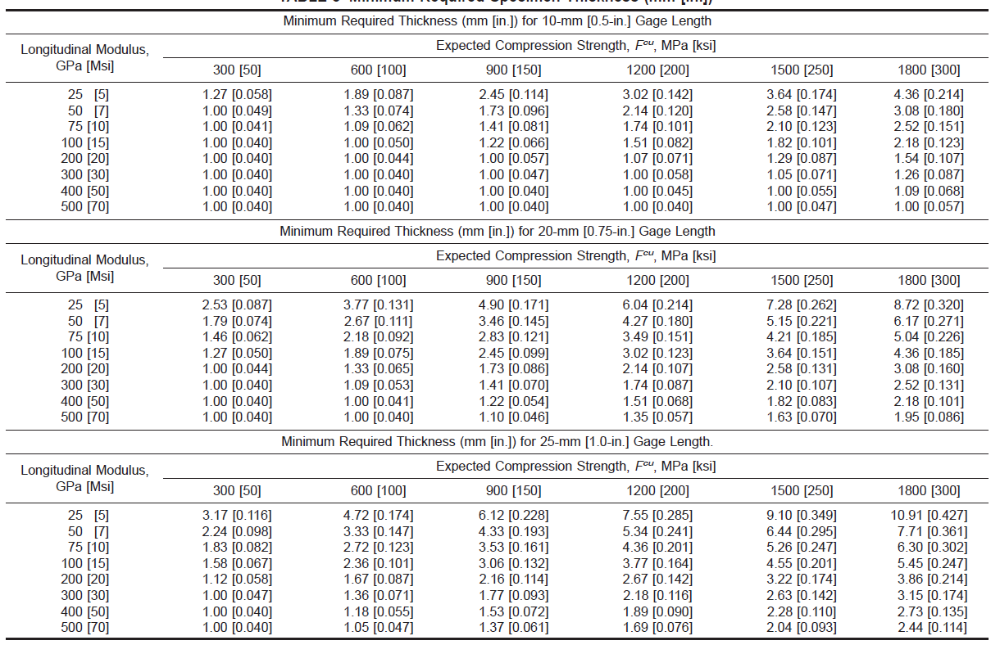 TABLE 3 Minimum Required Specimen Thickness (mm [in.])
Minimum Required Thickness (mm [in.]) for 10-mm [0.5-in.] Gage Length
Longitudinal Modulus, GPa [Msi]
Expected Compression Strength, Fᶜᵘ, MPa [ksi]
300 [50] 600 [100] 900 [150] 1200 [200] 1500 [250] 1800 [300]
25 [5] 1.27 [0.058] 1.89 [0.087] 2.45 [0.114] 3.02 [0.142] 3.64 [0.174] 4.36 [0.214]
50 [7] 1.00 [0.049] 1.33 [0.074] 1.73 [0.096] 2.14 [0.120] 2.58 [0.147] 3.08 [0.180]
75 [10] 1.00 [0.041] 1.09 [0.062] 1.41 [0.081] 1.74 [0.101] 2.10 [0.123] 2.52 [0.151]
100 [15] 1.00 [0.040] 1.00 [0.050] 1.22 [0.066] 1.51 [0.082] 1.82 [0.101] 2.18 [0.123]
200 [20] 1.00 [0.040] 1.00 [0.044] 1.00 [0.057] 1.07 [0.071] 1.29 [0.087] 1.54 [0.107]
300 [30] 1.00 [0.040] 1.00 [0.040] 1.00 [0.047] 1.00 [0.058] 1.05 [0.071] 1.26 [0.087]
400 [50] 1.00 [0.040] 1.00 [0.040] 1.00 [0.040] 1.00 [0.045] 1.00 [0.055] 1.09 [0.068]
500 [70] 1.00 [0.040] 1.00 [0.040] 1.00 [0.040] 1.00 [0.040] 1.00 [0.047] 1.00 [0.057]
Minimum Required Thickness (mm [in.]) for 20-mm [0.75-in.] Gage Length
Longitudinal Modulus, GPa [Msi]
Expected Compression Strength, Fᶜᵘ, MPa [ksi]
300 [50] 600 [100] 900 [150] 1200 [200] 1500 [250] 1800 [300]
25 [5] 2.53 [0.087] 3.77 [0.131] 4.90 [0.171] 6.04 [0.214] 7.28 [0.262] 8.72 [0.320]
50 [7] 1.79 [0.074] 2.67 [0.111] 3.46 [0.145] 4.27 [0.180] 5.15 [0.221] 6.17 [0.271]
75 [10] 1.46 [0.062] 2.18 [0.092] 2.83 [0.121] 3.49 [0.151] 4.21 [0.185] 5.04 [0.226]
100 [15] 1.27 [0.050] 1.89 [0.075] 2.45 [0.099] 3.02 [0.123] 3.64 [0.151] 4.36 [0.185]
200 [20] 1.00 [0.044] 1.33 [0.065] 1.73 [0.086] 2.14 [0.107] 2.58 [0.131] 3.08 [0.160]
300 [30] 1.00 [0.040] 1.09 [0.053] 1.41 [0.070] 1.74 [0.087] 2.10 [0.107] 2.52 [0.131]
400 [50] 1.00 [0.040] 1.00 [0.041] 1.22 [0.054] 1.51 [0.068] 1.82 [0.083] 2.18 [0.101]
500 [70] 1.00 [0.040] 1.00 [0.040] 1.10 [0.046] 1.35 [0.057] 1.63 [0.070] 1.95 [0.086]
Minimum Required Thickness (mm [in.]) for 25-mm [1.0-in.] Gage Length.
Longitudinal Modulus, GPa [Msi]
Expected Compression Strength, Fᶜᵘ, MPa [ksi]
300 [50] 600 [100] 900 [150] 1200 [200] 1500 [250] 1800 [300]
25 [5] 3.17 [0.116] 4.72 [0.174] 6.12 [0.228] 7.55 [0.285] 9.10 [0.349] 10.91 [0.427]
50 [7] 2.24 [0.098] 3.33 [0.147] 4.33 [0.193] 5.34 [0.241] 6.44 [0.295] 7.71 [0.361]
75 [10] 1.83 [0.082] 2.72 [0.123] 3.53 [0.161] 4.36 [0.201] 5.26 [0.247] 6.30 [0.302]
100 [15] 1.58 [0.067] 2.36 [0.101] 3.06 [0.132] 3.77 [0.164] 4.55 [0.201] 5.45 [0.247]
200 [20] 1.12 [0.058] 1.67 [0.087] 2.16 [0.114] 2.67 [0.142] 3.22 [0.174] 3.86 [0.214]
300 [30] 1.00 [0.047] 1.36 [0.071] 1.77 [0.093] 2.18 [0.116] 2.63 [0.142] 3.15 [0.174]
400 [50] 1.00 [0.040] 1.18 [0.055] 1.53 [0.072] 1.89 [0.090] 2.28 [0.110] 2.73 [0.135]
500 [70] 1.00 [0.040] 1.05 [0.047] 1.37 [0.061] 1.69 [0.076] 2.04 [0.093] 2.44 [0.114]